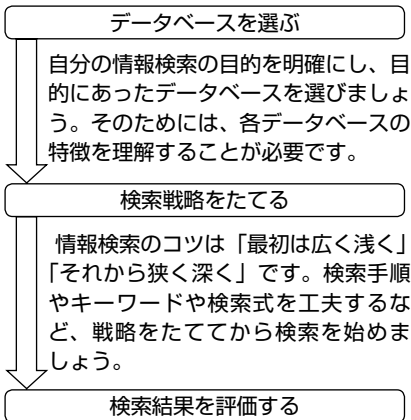 データベースを選ぶ
自分の情報検索の目的を明確にし、目
的にあったデータベースを選びましょ
う。そのためには、各データベースの
特徴を理解することが必要です。
検索戦略をたてる
情報検索のコツは「最初は広く浅く」
「それから狭く深く」です。検索手順
やキーワードや検索式を工夫するな
ど、戦略をたててから検索を始めま
しょう。
検索結果を評価する